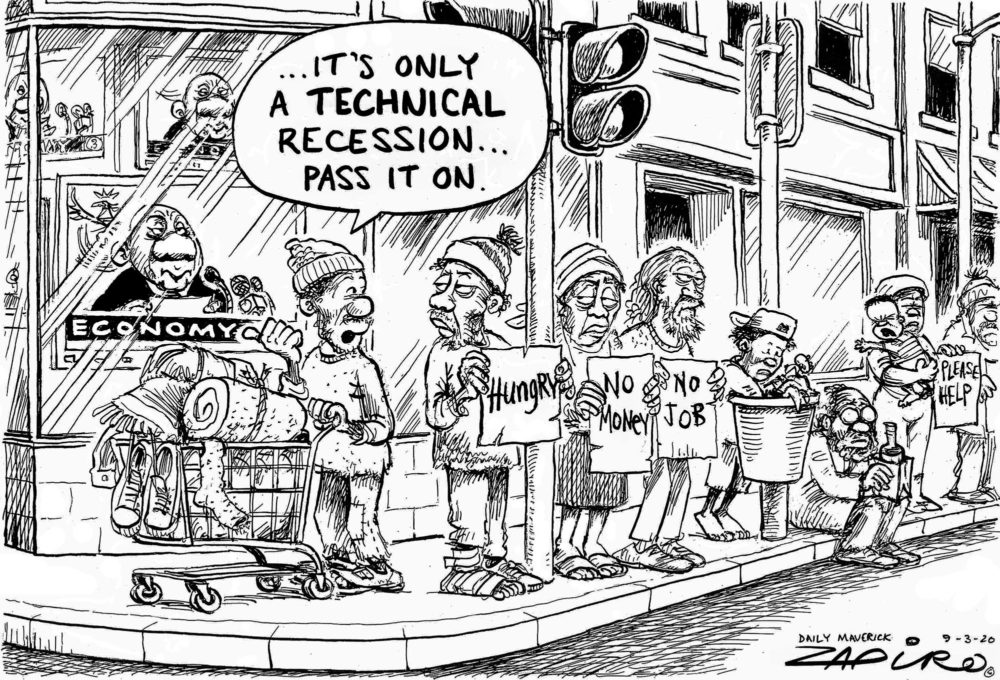 ...IT'S ONLY
A TECHNICAL
RECESSION...
PASS IT ON.
ECONOMY
HUNGRY
NO
MONEY
NO
JOB
PLEASE
HELP
DAILY MAVERICK 9-3-20
ZAPIRO ©